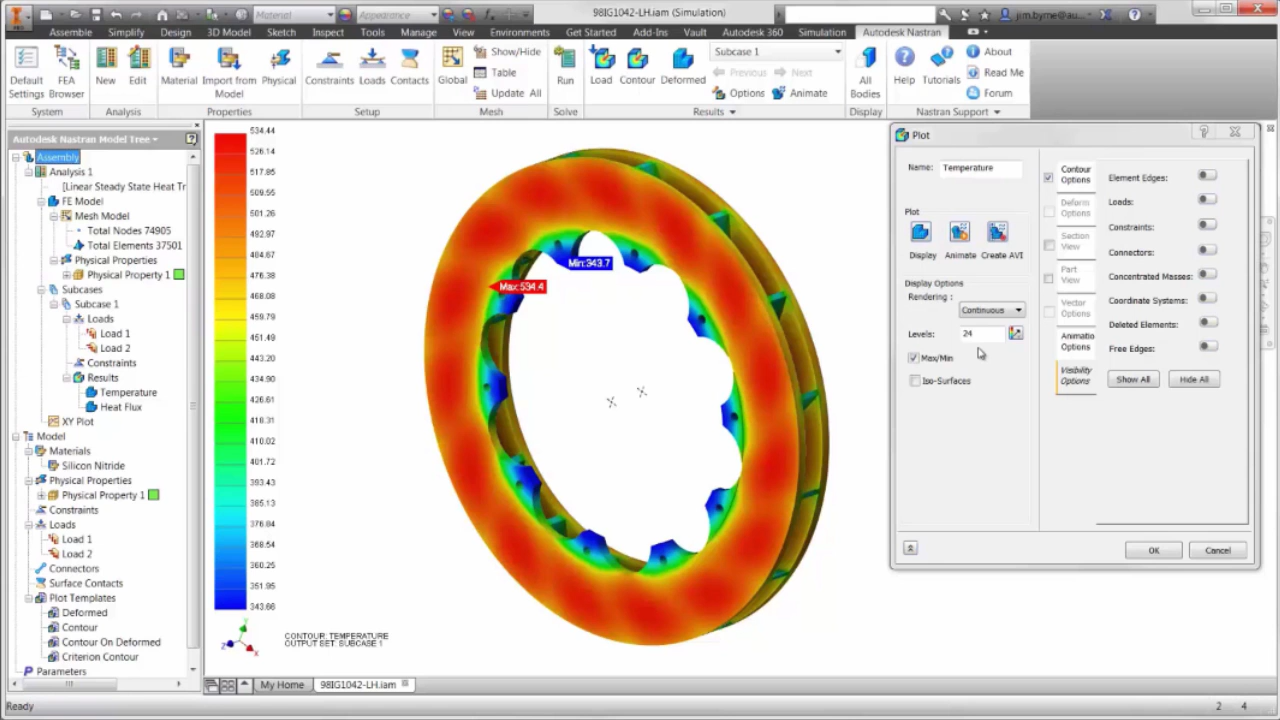 PRO
Material
Appearance
98IG1042-LH.iam (Simulation)
jim.byrne@au...
Assemble Simplify Design 3D Model Sketch Inspect Tools Manage View Environments Get Started Add-Ins Vault Autodesk 360 Simulation Autodesk Nastran
Default Settings
FEA Browser
New
Edit
Material
Import from Model
Physical
Constraints
Loads
Contacts
Global
Show/Hide
Table
Update All
Run
Load
Contour
Deformed
Subcase 1
Previous
Next
Options
Animate
All Bodies
Help
Tutorials
About
Read Me
Forum
System
Analysis
Properties
Setup
Mesh
Solve
Results
Display
Nastran Support
Autodesk Nastran Model Tree
Assembly
Analysis 1
[Linear Steady State Heat Tr
FE Model
Mesh Model
Total Nodes 74905
Total Elements 37501
Physical Properties
Physical Property 1
Subcases
Subcase 1
Loads
Load 1
Load 2
Constraints
Results
Temperature
Heat Flux
XY Plot
Model
Materials
Silicon Nitride
Physical Properties
Physical Property 1
Constraints
Loads
Load 1
Load 2
Connectors
Surface Contacts
Plot Templates
Deformed
Contour
Contour On Deformed
Criterion Contour
Parameters
534.44
526.14
517.85
509.55
501.26
492.97
484.67
476.38
468.08
459.79
451.49
443.20
434.90
426.61
418.31
410.02
401.72
393.43
385.13
376.84
368.54
360.25
351.95
343.66
Min:343.7
Max:534.4
CONTOUR: TEMPERATURE
OUTPUT SET: SUBCASE 1
Z Y X
Plot
Name: Temperature
Plot
Display
Animate
Create AVI
Display Options
Rendering :
Continuous
Levels: 24
Max/Min
Iso-Surfaces
Contour Options
Deform Options
Section View
Part View
Vector Options
Animatio Options
Visibility Options
Element Edges:
Loads:
Constraints:
Connectors:
Concentrated Masses:
Coordinate Systems:
Deleted Elements:
Free Edges:
Show All
Hide All
OK
Cancel
My Home
98IG1042-LH.iam
Ready
2 4